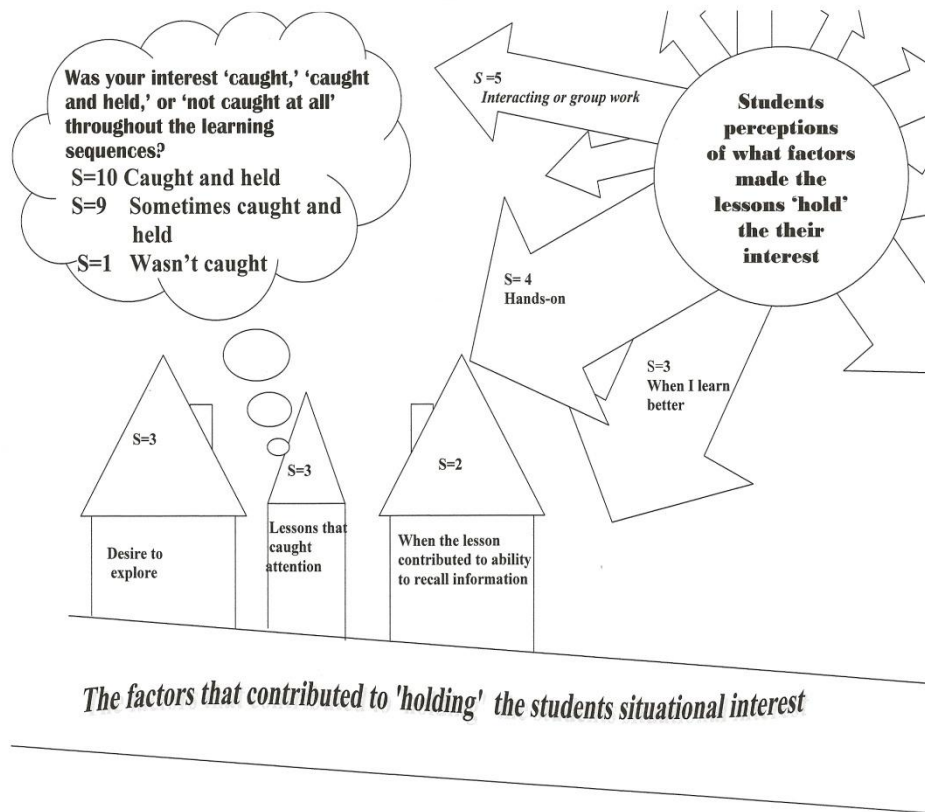 Was your interest ‘caught,’ ‘caught
and held,’ or ‘not caught at all’
throughout the learning
sequences?
S=10 Caught and held
S=9 Sometimes caught and
held
S=1 Wasn’t caught
S =5
Interacting or group work
Students
perceptions
of what factors
made the
lessons ‘hold’
the their
interest
S= 4
Hands-on
S=3
When I learn
better
S=3
Desire to
explore
S=3
Lessons that
caught
attention
S=2
When the lesson
contributed to ability
to recall information
The factors that contributed to 'holding' the students situational interest